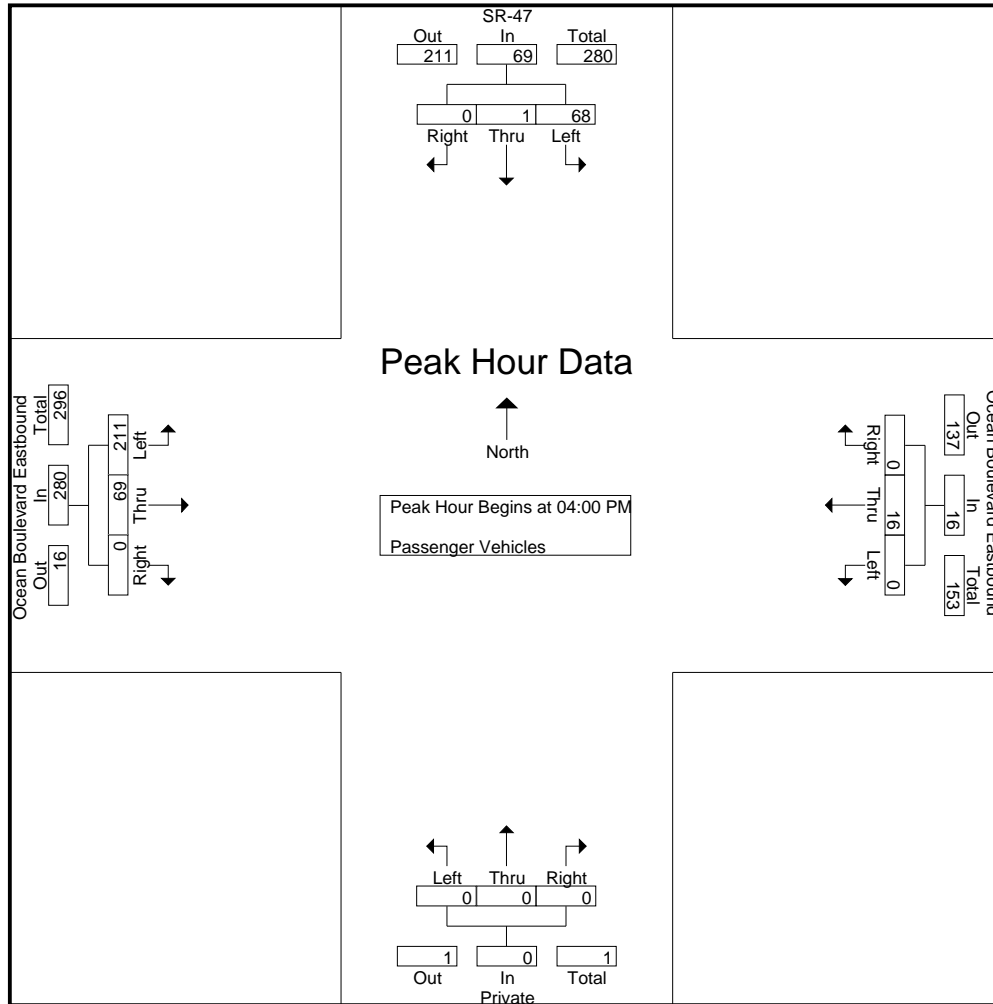 SR-47
Out In Total
211 69 280
0 1 68
Right Thru Left
Peak Hour Data
North
Peak Hour Begins at 04:00 PM
Passenger Vehicles
Ocean Boulevard Eastbound
Out In Total
16 280 296
0 69 211
Right Thru Left
Ocean Boulevard Eastbound
Out In Total
137 16 153
0 16 0
Right Thru Left
Left Thru Right
0 0 0
1 0 1
Out In Total
Private